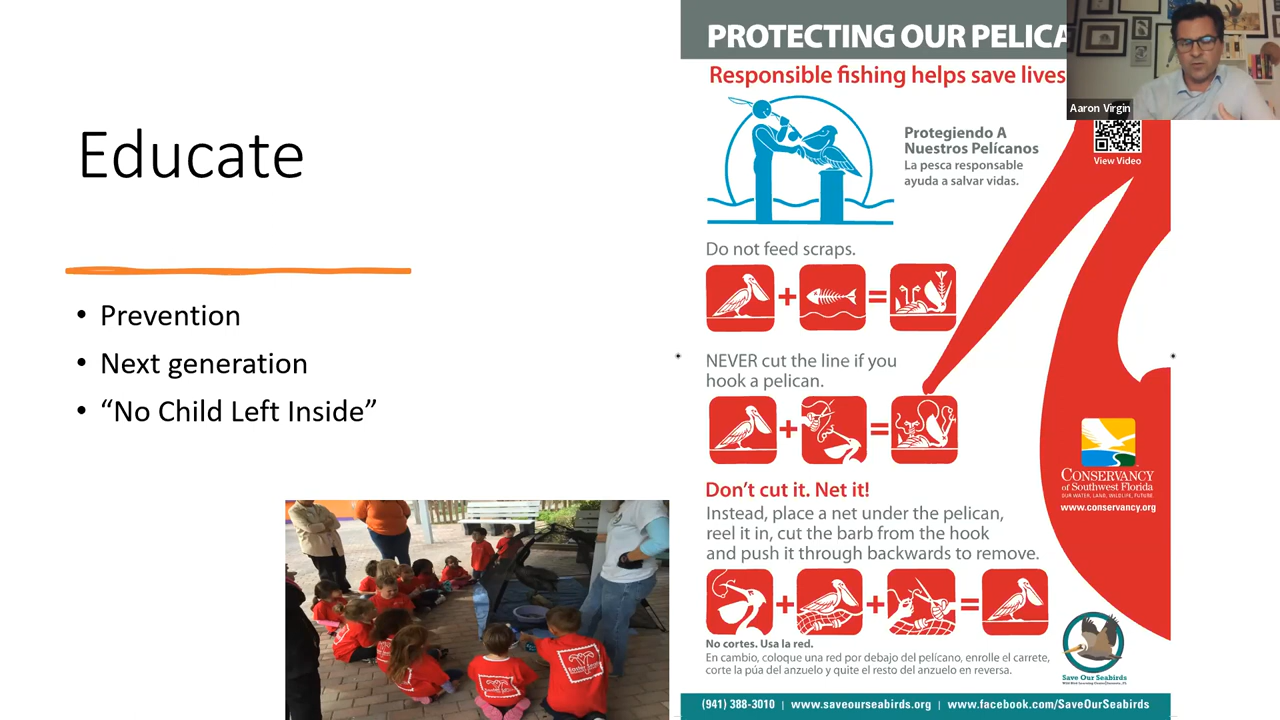 Educate
• Prevention
• Next generation
• “No Child Left Inside”
PROTECTING OUR
Responsible fishing helps save lives
Aaron Virgin
Protegiendo A
Nuestros Pelícanos
La pesca responsable
ayuda a salvar vidas.
View Video
Do not feed scraps.
+ =
NEVER cut the line if you
hook a pelican.
+ =
Don’t cut it. Net it!
Instead, place a net under the pelican,
reel it in, cut the barb from the hook
and push it through backwards to remove.
+ + =
No cortes. Usa la red.
En cambio, coloque una red por debajo del pelícano, enrolle el carrete,
corte la púa del anzuelo y quite el resto del anzuelo en reversa.
CONSERVANCY
of Southwest Florida
OUR WATER, LAND, WILDLIFE, FUTURE.
www.conservancy.org
Save Our Seabirds
(941) 388-3010 | www.saveourseabirds.org | www.facebook.com/SaveOurSeabirds